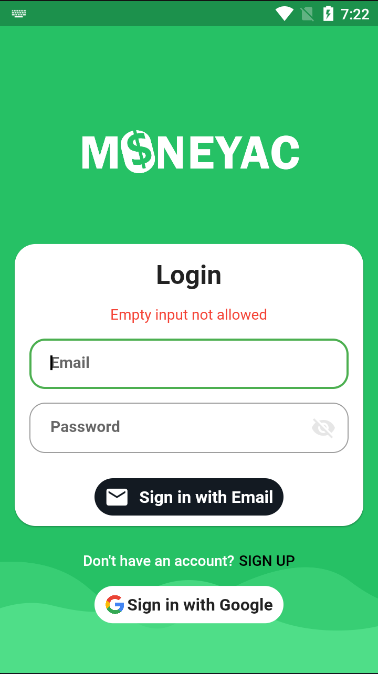 7:22
MONEYAC
Login
Empty input not allowed
Email
Password
Sign in with Email
Don't have an account? SIGN UP
Sign in with Google